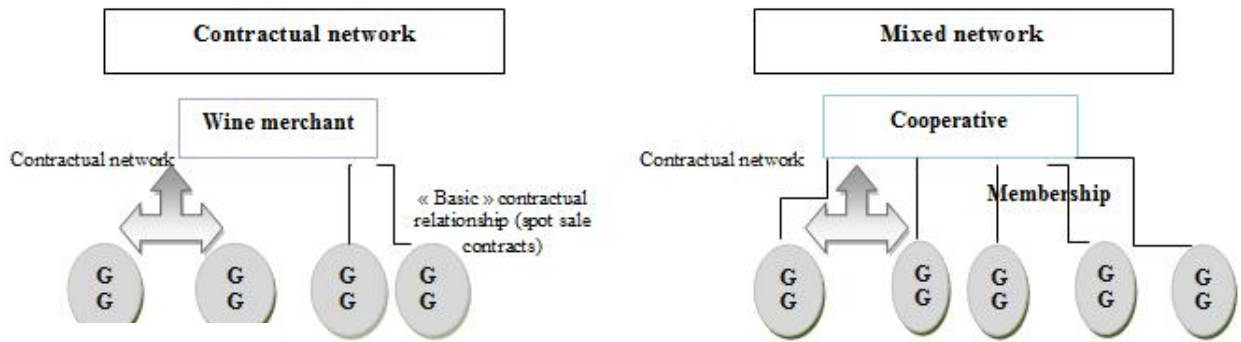 Contractual network
Wine merchant
Contractual network
« Basic » contractual
relationship (spot sale
contracts)
G
G
G
G
G
G
G
G
Mixed network
Cooperative
Contractual network
Membership
G
G
G
G
G
G
G
G
G
G